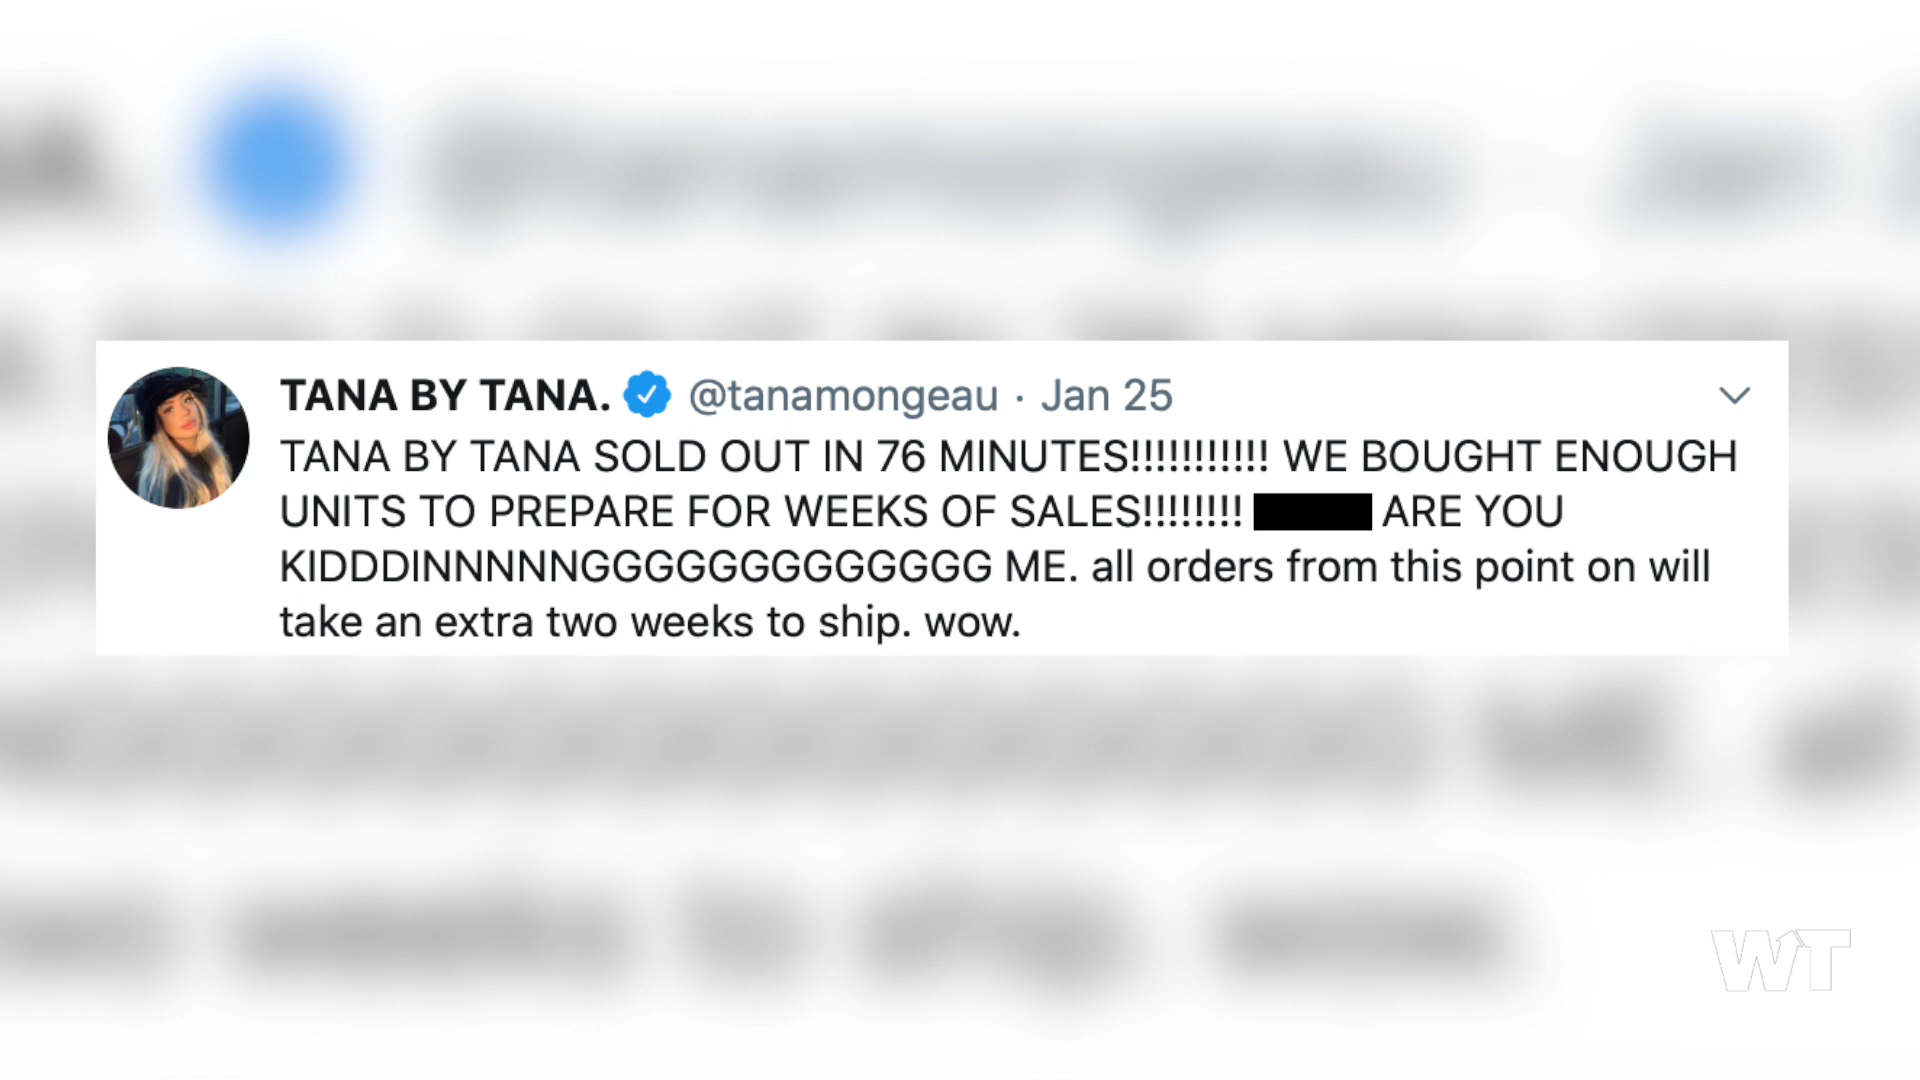 TANA BY TANA. @tanamongeau · Jan 25
TANA BY TANA SOLD OUT IN 76 MINUTES!!!!!!!!!!! WE BOUGHT ENOUGH
UNITS TO PREPARE FOR WEEKS OF SALES!!!!!!!! ARE YOU
KIDDDINNNNNGGGGGGGGGGGGG ME. all orders from this point on will
take an extra two weeks to ship. wow.
WT